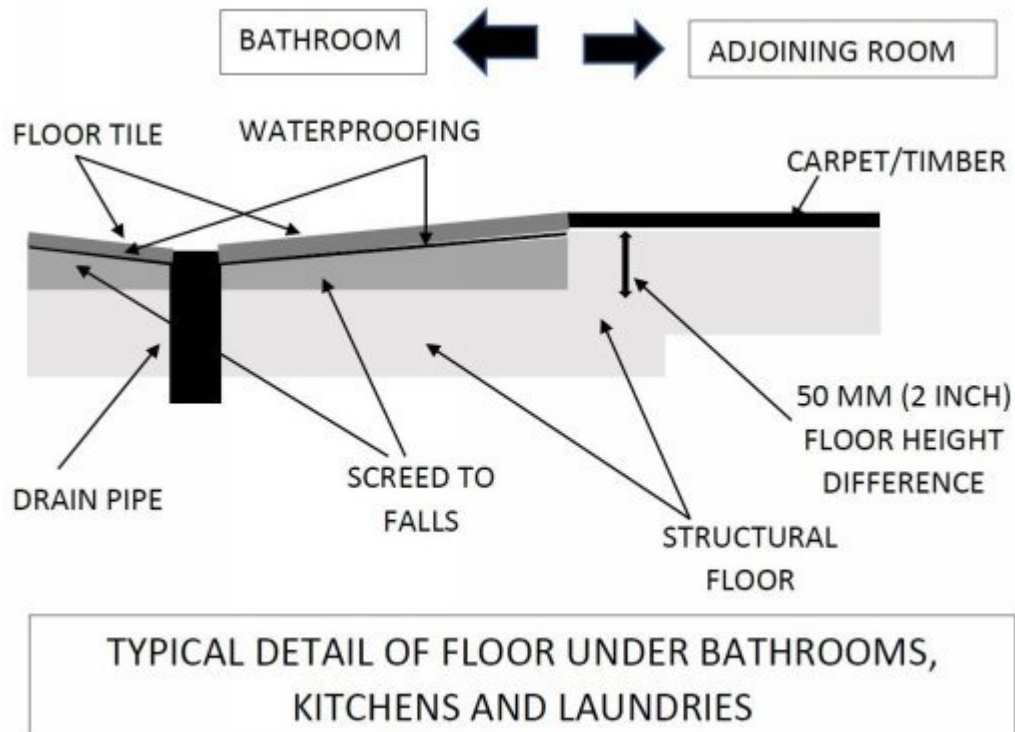 BATHROOM
ADJOINING ROOM
FLOOR TILE
WATERPROOFING
CARPET/TIMBER
50 MM (2 INCH)
FLOOR HEIGHT
DIFFERENCE
DRAIN PIPE
SCREED TO
FALLS
STRUCTURAL
FLOOR
TYPICAL DETAIL OF FLOOR UNDER BATHROOMS,
KITCHENS AND LAUNDRIES